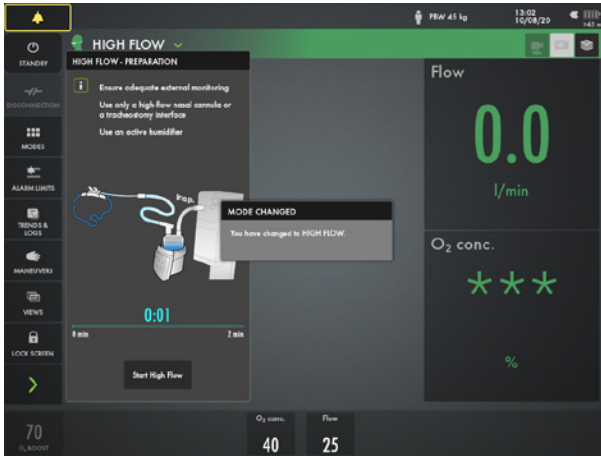 PBW 45 kg
13:02
10/08/20
HIGH FLOW
STANDBY
DISCONNECTION
MODES
ALARM LIMITS
TRENDS &
LOGS
MANEUVERS
VIEWS
LOCK SCREEN
70
O₂ BOOST
HIGH FLOW - PREPARATION
Ensure adequate external monitoring
Use only a high-flow nasal cannula or
a tracheostomy interface
Use an active humidifier
Insp.
0:01
0 min
2 min
Start High Flow
MODE CHANGED
You have changed to HIGH FLOW.
Flow
0.0
l/min
O₂ conc.
***
%
O₂ conc.
40
Flow
25